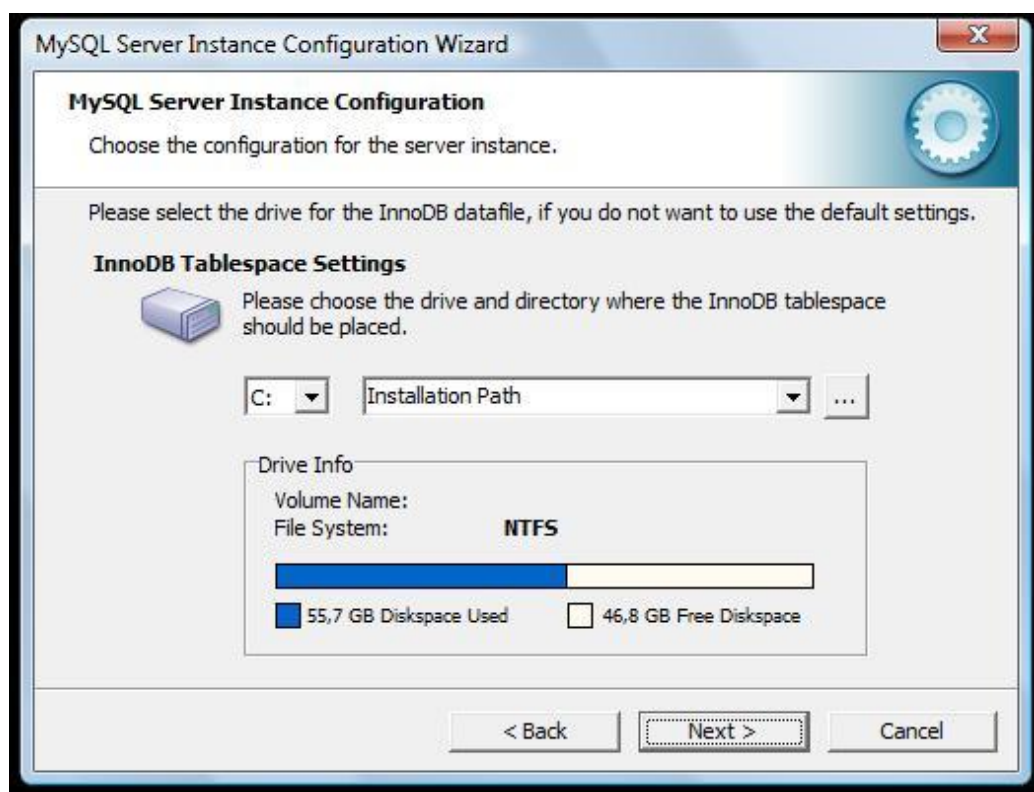 MySQL Server Instance Configuration Wizard
X
MySQL Server Instance Configuration
Choose the configuration for the server instance.
Please select the drive for the InnoDB datafile, if you do not want to use the default settings.
InnoDB Tablespace Settings
Please choose the drive and directory where the InnoDB tablespace
should be placed.
C: Installation Path ...
Drive Info
Volume Name:
File System: NTFS
55,7 GB Diskspace Used 46,8 GB Free Diskspace
< Back Next > Cancel